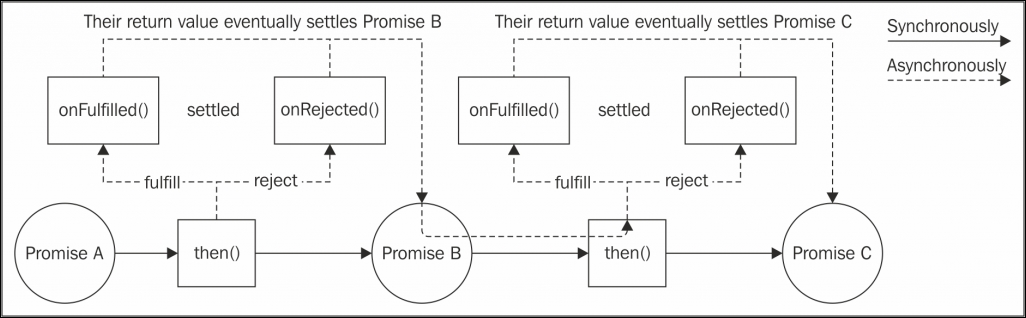 Their return value eventually settles Promise B
Their return value eventually settles Promise C
Synchronously
Asynchronously
onFulfilled()
settled
onRejected()
onFulfilled()
settled
onRejected()
fulfill
reject
fulfill
reject
Promise A
then()
Promise B
then()
Promise C